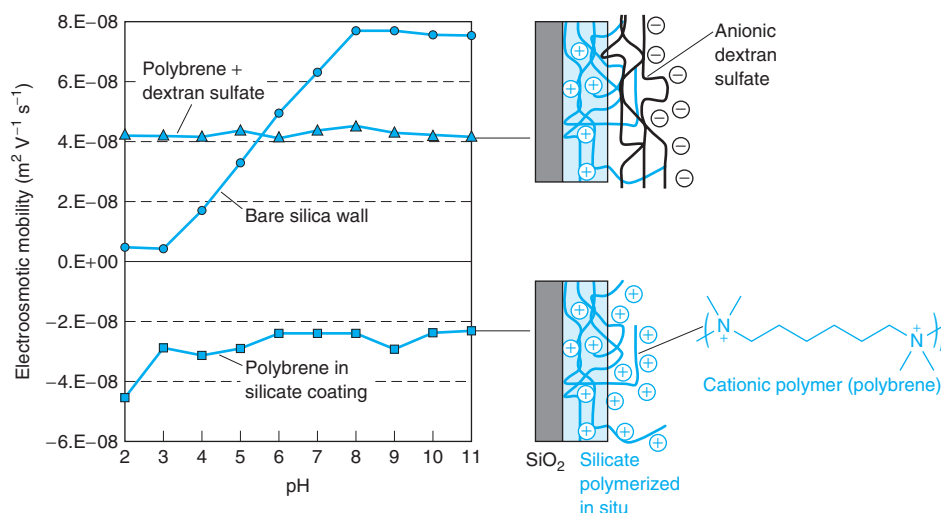 Electroosmotic mobility (m² V⁻¹ s⁻¹)
8.E–08
6.E–08
4.E–08
2.E–08
0.E+00
−2.E–08
−4.E–08
−6.E–08
Polybrene +
dextran sulfate
Bare silica wall
Polybrene in
silicate coating
2 3 4 5 6 7 8 9 10 11
pH
Anionic
dextran
sulfate
N
+
N
+
Cationic polymer (polybrene)
SiO₂
Silicate
polymerized
in situ